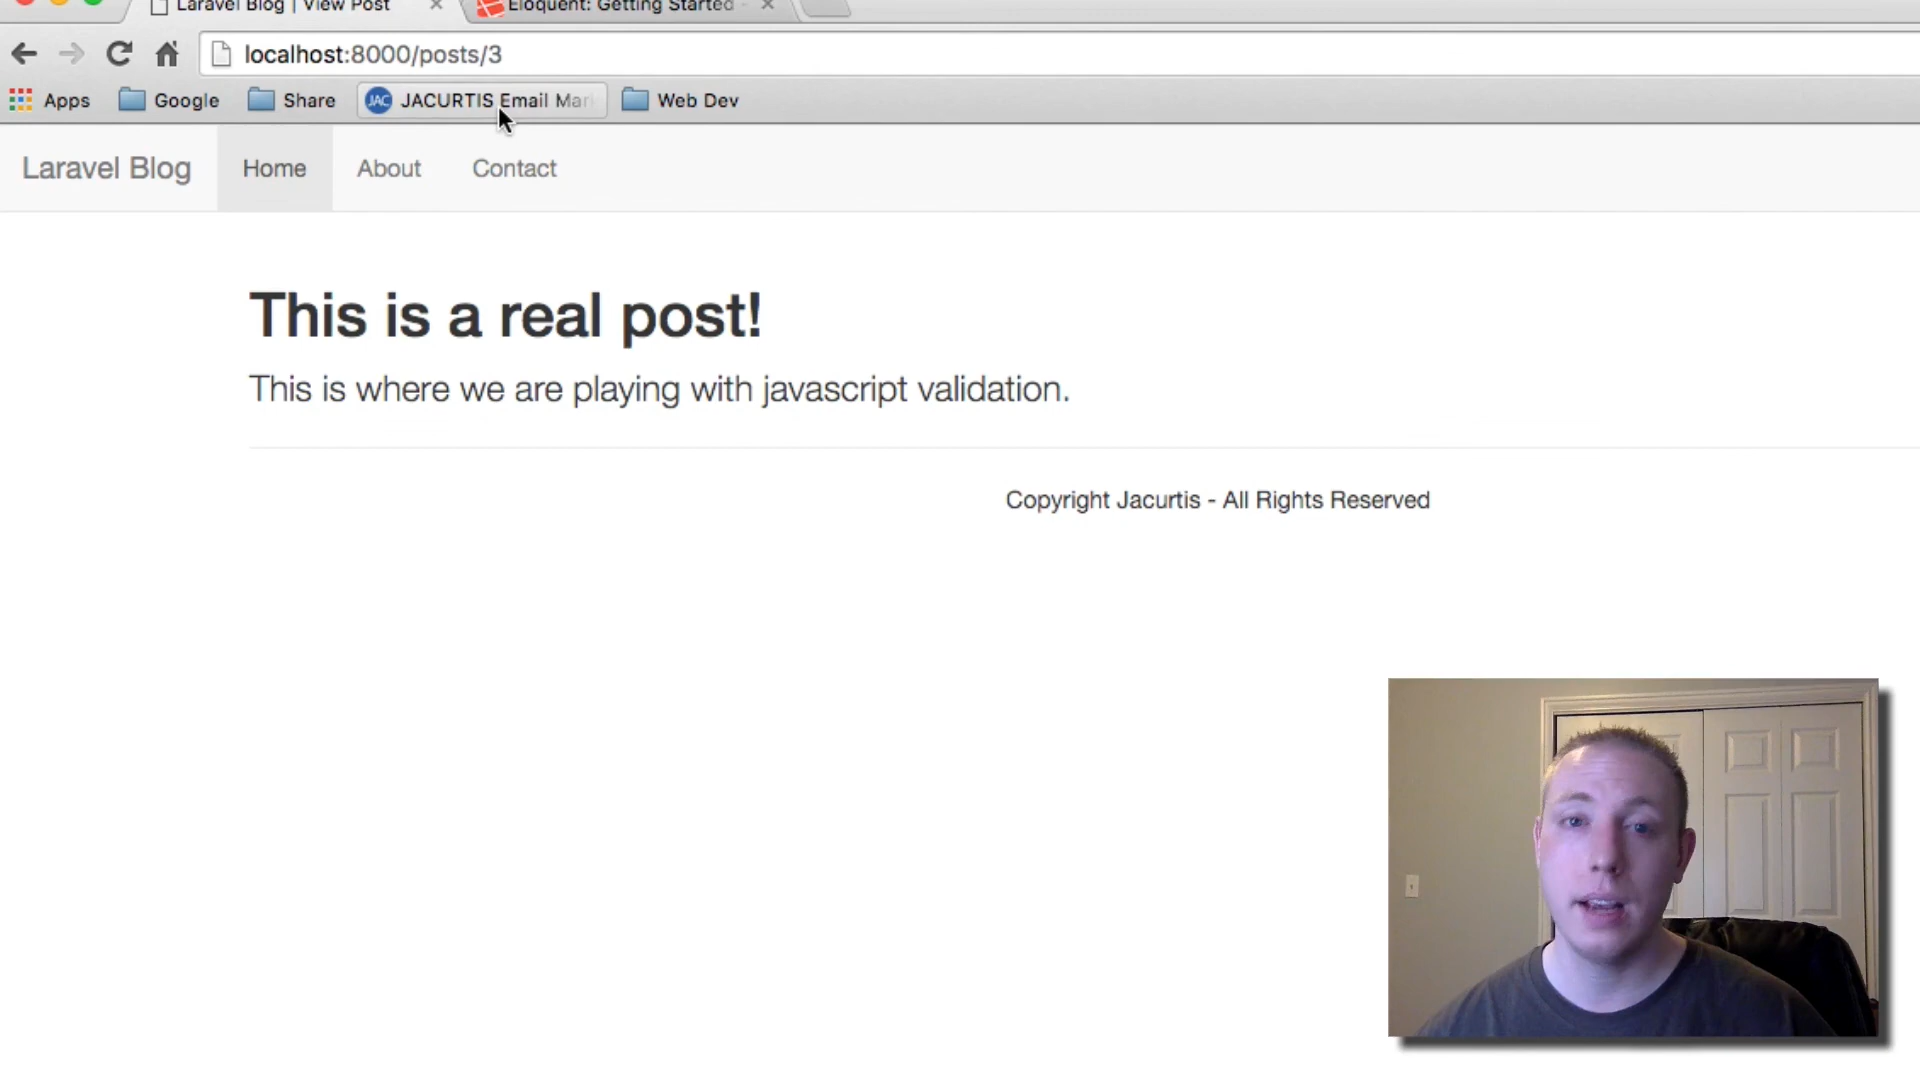 Laravel Blog | View Post
Eloquent: Getting Started -
localhost:8000/posts/3
Apps
Google
Share
JAC
JACURTIS Email Mar
Web Dev
Laravel Blog
Home
About
Contact
This is a real post!
This is where we are playing with javascript validation.
Copyright Jacurtis - All Rights Reserved